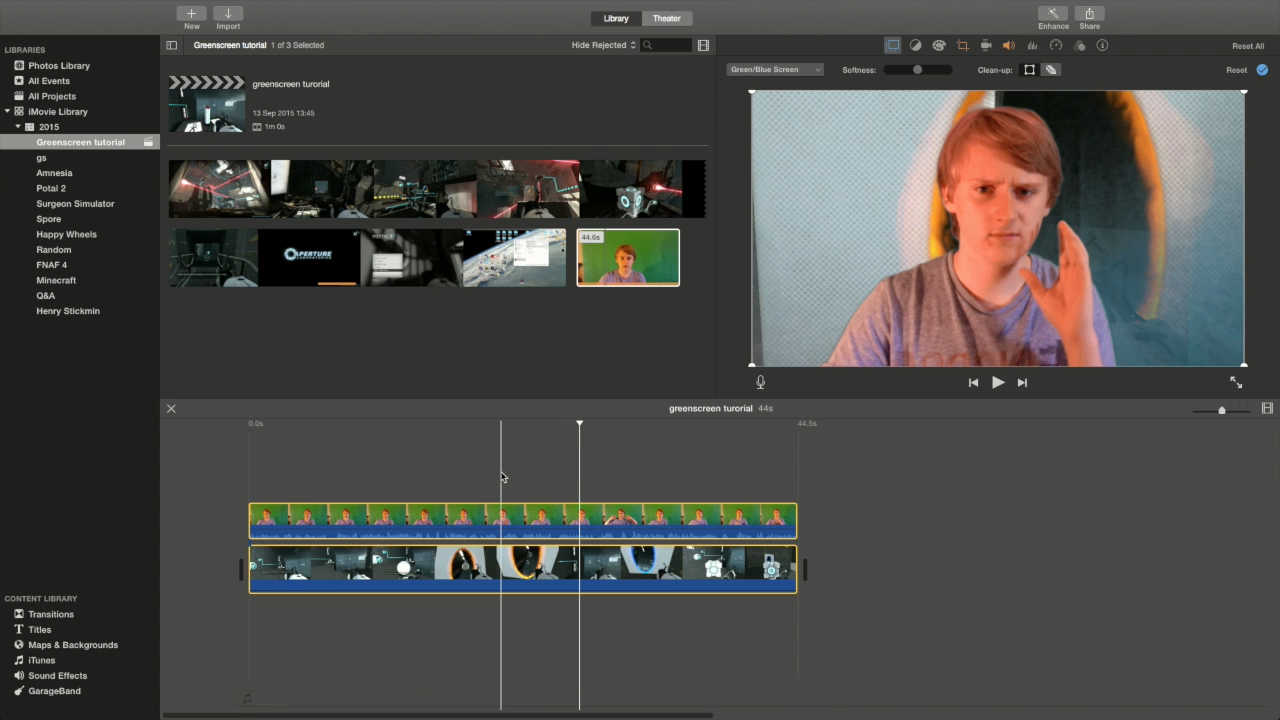 New
Import
Library
Theater
Enhance
Share
LIBRARIES
Photos Library
All Events
All Projects
iMovie Library
2015
Greenscreen tutorial
gs
Amnesia
Potal 2
Surgeon Simulator
Spore
Happy Wheels
Random
FNAF 4
Minecraft
Q&A
Henry Stickmin
CONTENT LIBRARY
Transitions
Titles
Maps & Backgrounds
iTunes
Sound Effects
GarageBand
Greenscreen tutorial 1 of 3 Selected
Hide Rejected
greenscreen turorial
13 Sep 2015 13:45
1m 0s
APERTURE
44.6s
Reset All
Green/Blue Screen
Softness:
Clean-up:
Reset
greenscreen turorial 44s
0.0s
44.5s